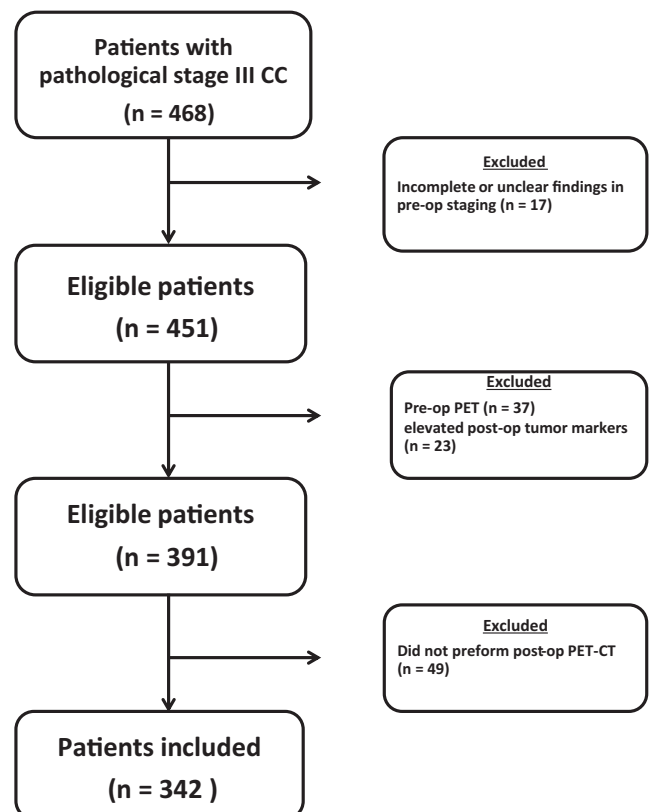 Patients with
pathological stage III CC
(n = 468)
Excluded
Incomplete or unclear findings in
pre-op staging (n = 17)
Eligible patients
(n = 451)
Excluded
Pre-op PET (n = 37)
elevated post-op tumor markers
(n = 23)
Eligible patients
(n = 391)
Excluded
Did not preform post-op PET-CT
(n = 49)
Patients included
(n = 342 )